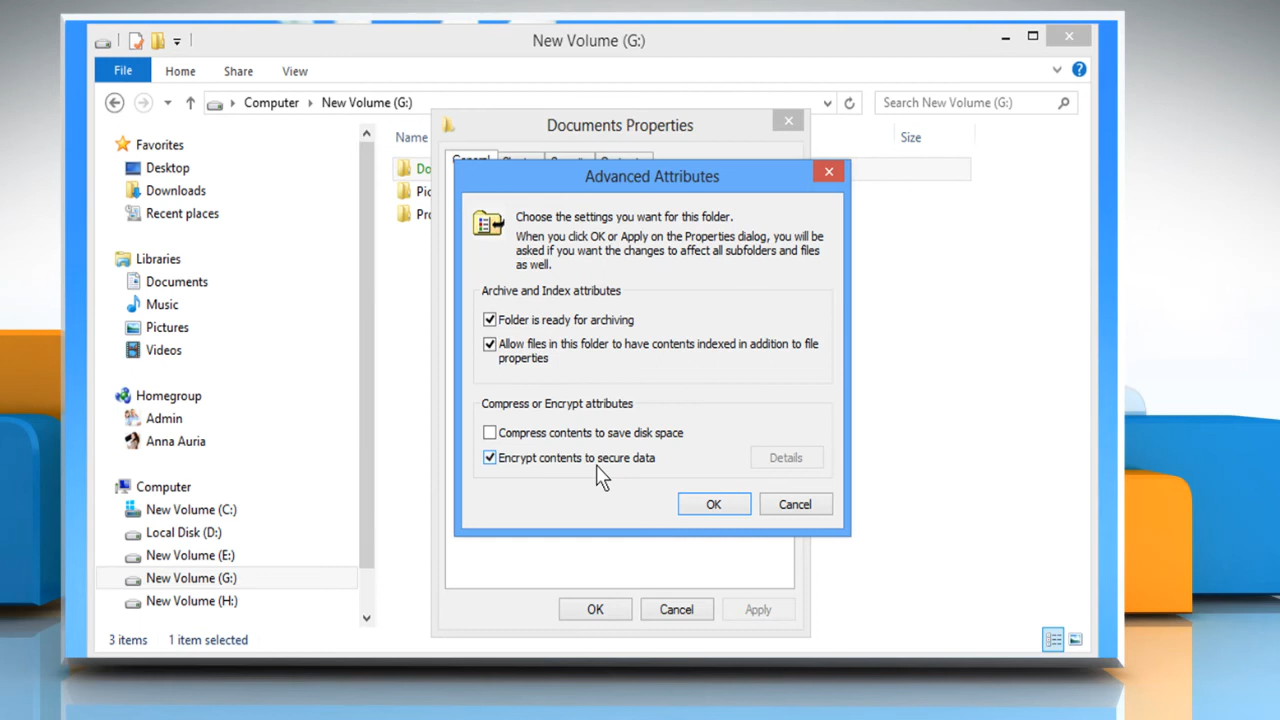 New Volume (G:)
File Home Share View
Computer New Volume (G:) Search New Volume (G:)
Name Size
Favorites
Desktop
Downloads
Recent places
Libraries
Documents
Music
Pictures
Videos
Homegroup
Admin
Anna Auria
Computer
New Volume (C:)
Local Disk (D:)
New Volume (E:)
New Volume (G:)
New Volume (H:)
3 items 1 item selected
Do
Pic
Pro
Documents Properties
General
Advanced Attributes
Choose the settings you want for this folder.
When you click OK or Apply on the Properties dialog, you will be
asked if you want the changes to affect all subfolders and files
as well.
Archive and Index attributes
Folder is ready for archiving
Allow files in this folder to have contents indexed in addition to file
properties
Compress or Encrypt attributes
Compress contents to save disk space
Encrypt contents to secure data Details
OK Cancel
OK Cancel Apply